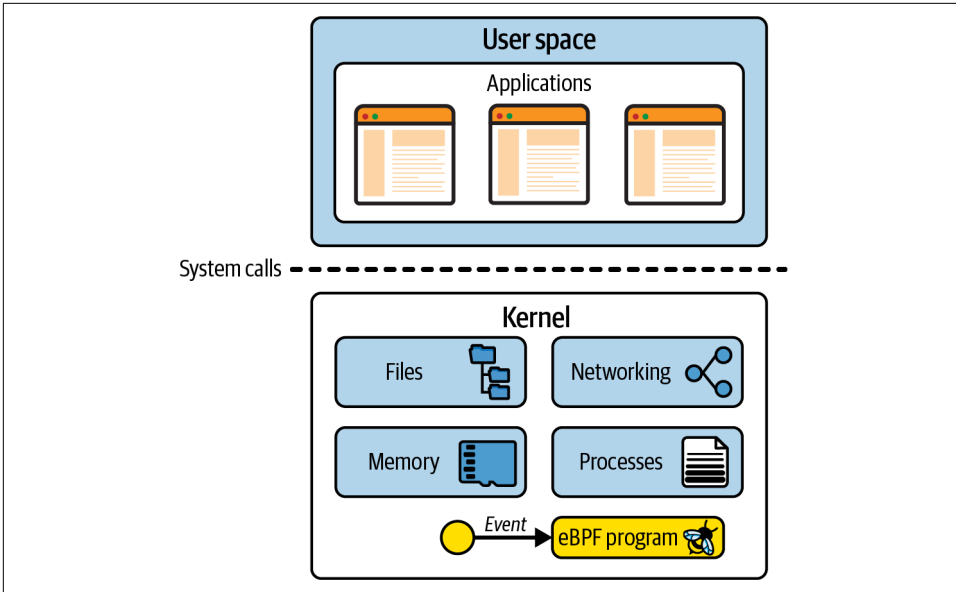 User space
Applications
System calls
Kernel
Files
Networking
Memory
Processes
Event
eBPF program